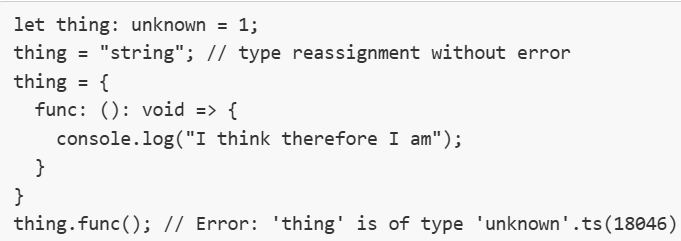 let thing: unknown = 1;
thing = "string"; // type reassignment without error
thing = {
  func: (): void => {
    console.log("I think therefore I am");
  }
}
thing.func(); // Error: 'thing' is of type 'unknown'.ts(18046)